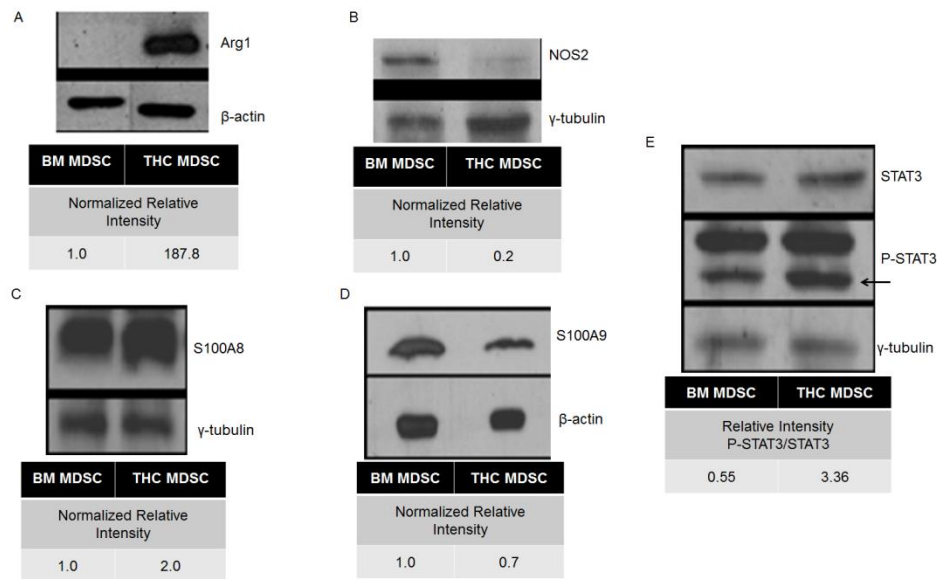 A
Arg1
β-actin
BM MDSC THC MDSC
Normalized Relative
Intensity
1.0 187.8
B
NOS2
γ-tubulin
BM MDSC THC MDSC
Normalized Relative
Intensity
1.0 0.2
C
S100A8
γ-tubulin
BM MDSC THC MDSC
Normalized Relative
Intensity
1.0 2.0
D
S100A9
β-actin
BM MDSC THC MDSC
Normalized Relative
Intensity
1.0 0.7
E
STAT3
P-STAT3
γ-tubulin
BM MDSC THC MDSC
Relative Intensity
P-STAT3/STAT3
0.55 3.36